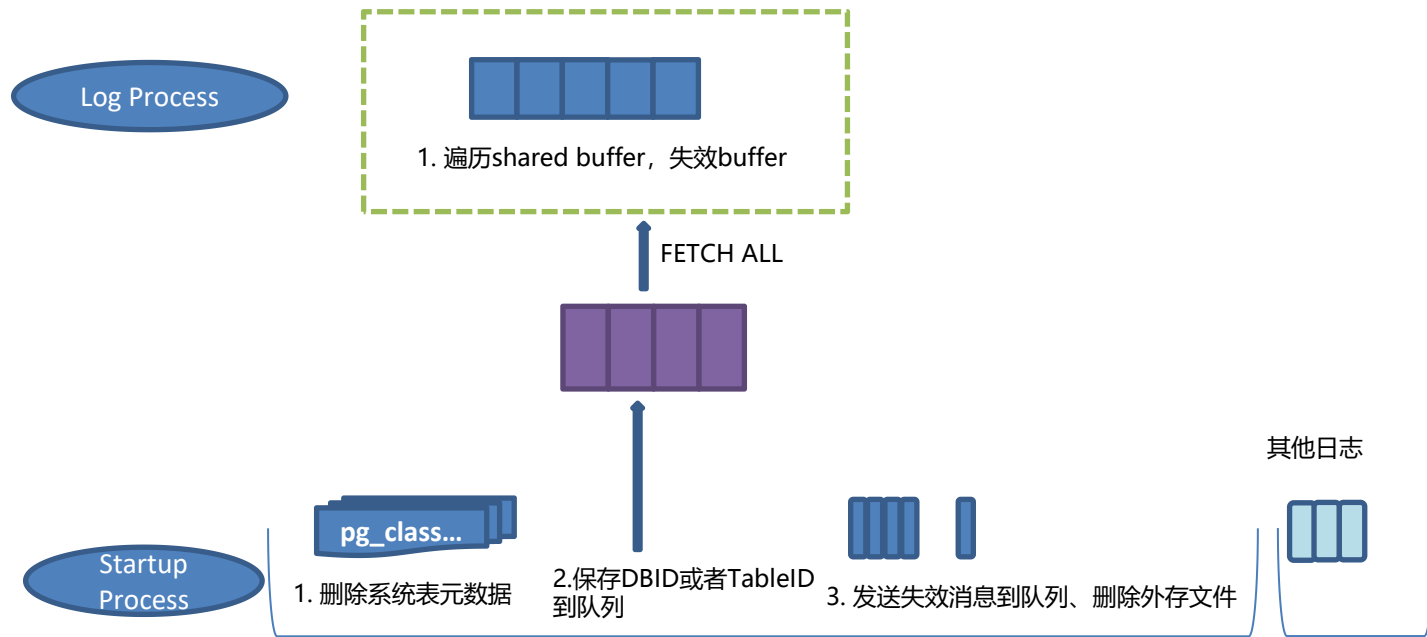 Log Process
1. 遍历shared buffer，失效buffer
FETCH ALL
其他日志
pg_class...
Startup
Process
1. 删除系统表元数据
2.保存DBID或者TableID
到队列
3. 发送失效消息到队列、删除外存文件